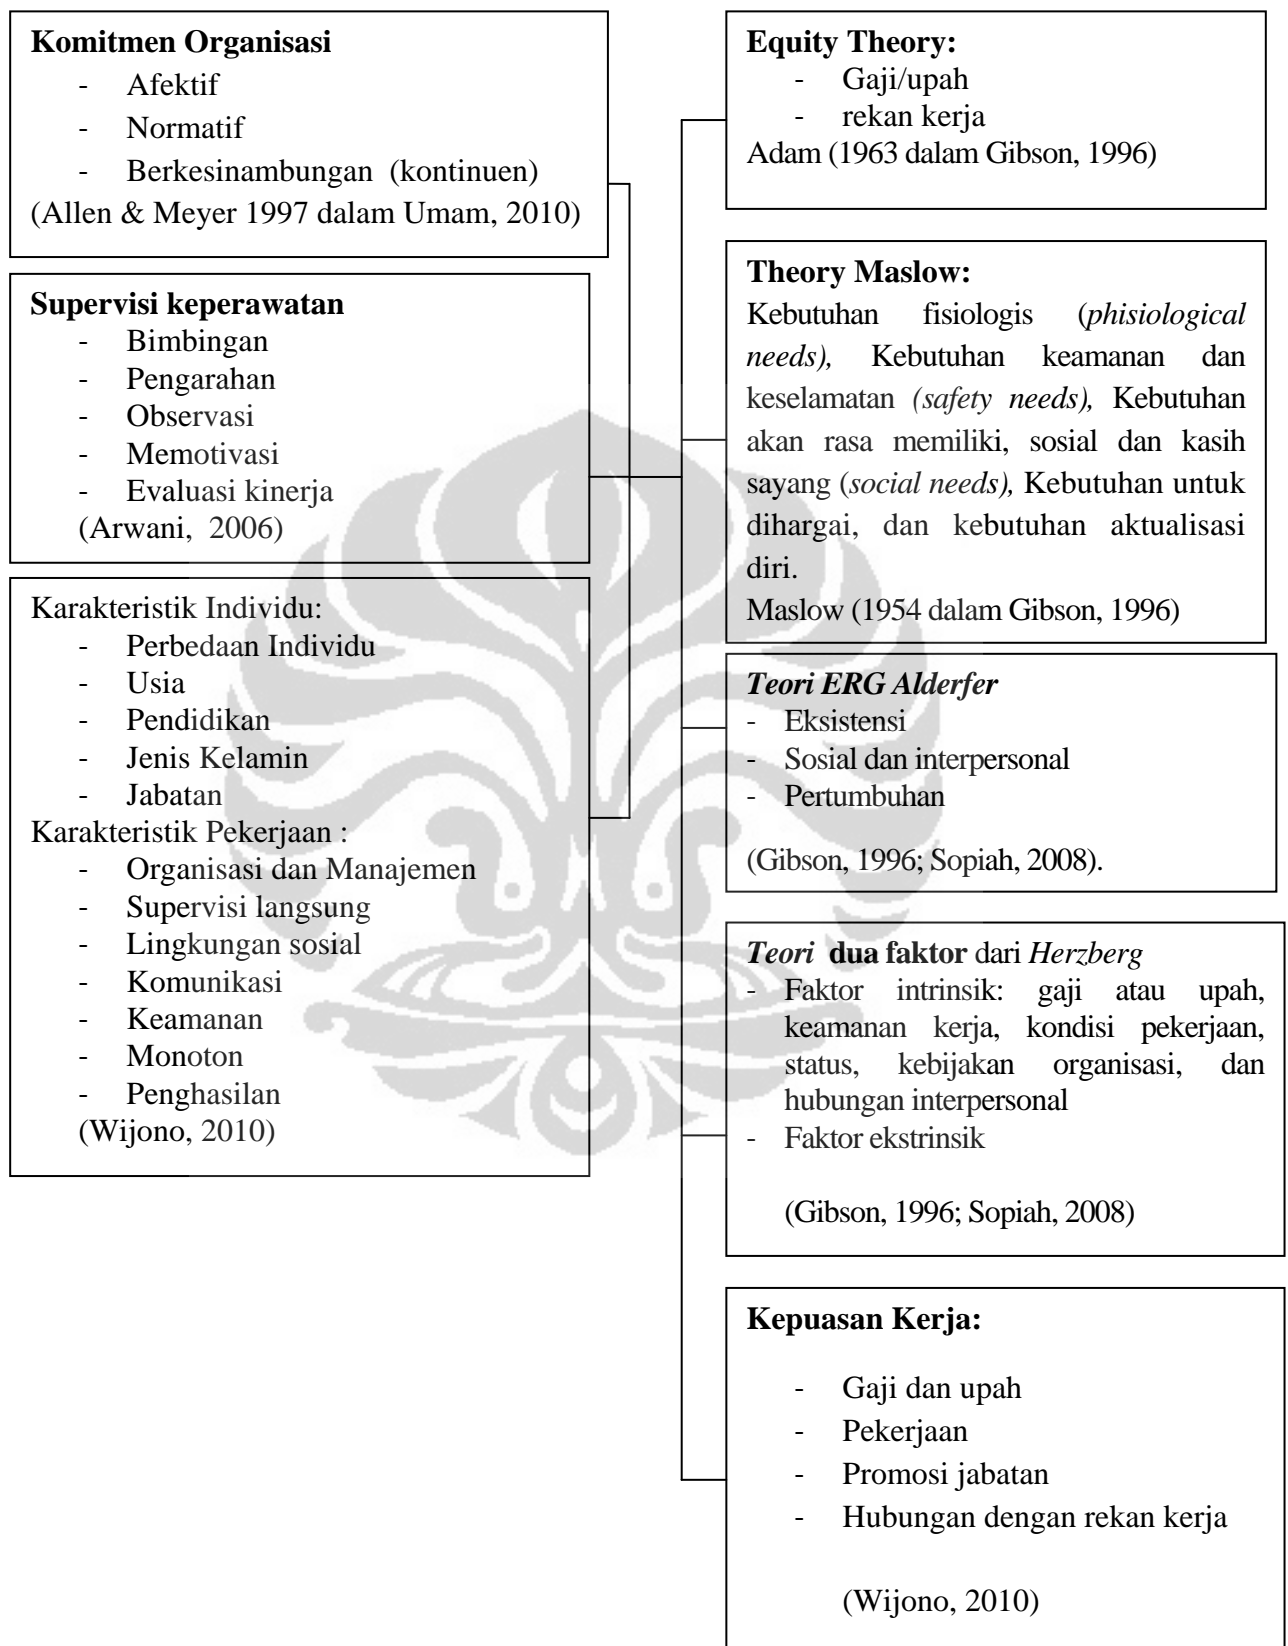 Komitmen Organisasi
- Afektif
- Normatif
- Berkesinambungan (kontinuen)
(Allen & Meyer 1997 dalam Umam, 2010)
Supervisi keperawatan
- Bimbingan
- Pengarahan
- Observasi
- Memotivasi
- Evaluasi kinerja
(Arwani, 2006)
Karakteristik Individu:
- Perbedaan Individu
- Usia
- Pendidikan
- Jenis Kelamin
- Jabatan
Karakteristik Pekerjaan :
- Organisasi dan Manajemen
- Supervisi langsung
- Lingkungan sosial
- Komunikasi
- Keamanan
- Monoton
- Penghasilan
(Wijono, 2010)
Equity Theory:
- Gaji/upah
- rekan kerja
Adam (1963 dalam Gibson, 1996)
Theory Maslow:
Kebutuhan fisiologis (phisiological
needs), Kebutuhan keamanan dan
keselamatan (safety needs), Kebutuhan
akan rasa memiliki, sosial dan kasih
sayang (social needs), Kebutuhan untuk
dihargai, dan kebutuhan aktualisasi
diri.
Maslow (1954 dalam Gibson, 1996)
Teori ERG Alderfer
- Eksistensi
- Sosial dan interpersonal
- Pertumbuhan
(Gibson, 1996; Sopiah, 2008).
Teori dua faktor dari Herzberg
- Faktor intrinsik: gaji atau upah,
keamanan kerja, kondisi pekerjaan,
status, kebijakan organisasi, dan
hubungan interpersonal
- Faktor ekstrinsik
(Gibson, 1996; Sopiah, 2008)
Kepuasan Kerja:
- Gaji dan upah
- Pekerjaan
- Promosi jabatan
- Hubungan dengan rekan kerja
(Wijono, 2010)